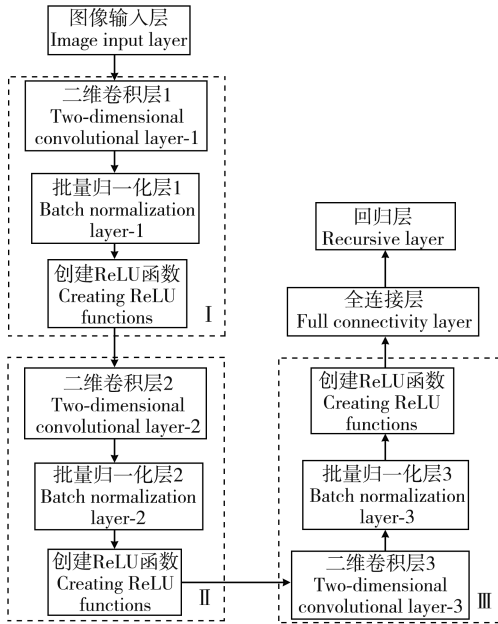 图像输入层
Image input layer
二维卷积层1
Two-dimensional
convolutional layer-1
批量归一化层1
Batch normalization
layer-1
创建ReLU函数
Creating ReLU
functions
Ⅰ
二维卷积层2
Two-dimensional
convolutional layer-2
批量归一化层2
Batch normalization
layer-2
创建ReLU函数
Creating ReLU
functions
Ⅱ
二维卷积层3
Two-dimensional
convolutional layer-3
Ⅲ
批量归一化层3
Batch normalization
layer-3
创建ReLU函数
Creating ReLU
functions
全连接层
Full connectivity layer
回归层
Recursive layer